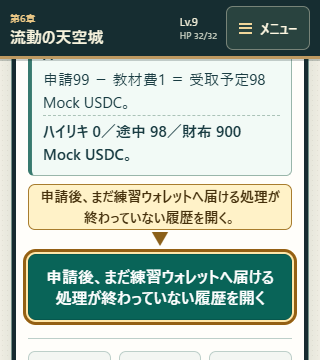 第6章
流動の天空城
Lv.9
HP 32/32
メニュー
申請99 − 教材費1 ＝ 受取予定98
Mock USDC。
ハイリキ 0／途中 98／財布 900
Mock USDC。
申請後、まだ練習ウォレットへ届ける処理が
終わっていない履歴を開く。
申請後、まだ練習ウォレットへ届ける
処理が終わっていない履歴を開く